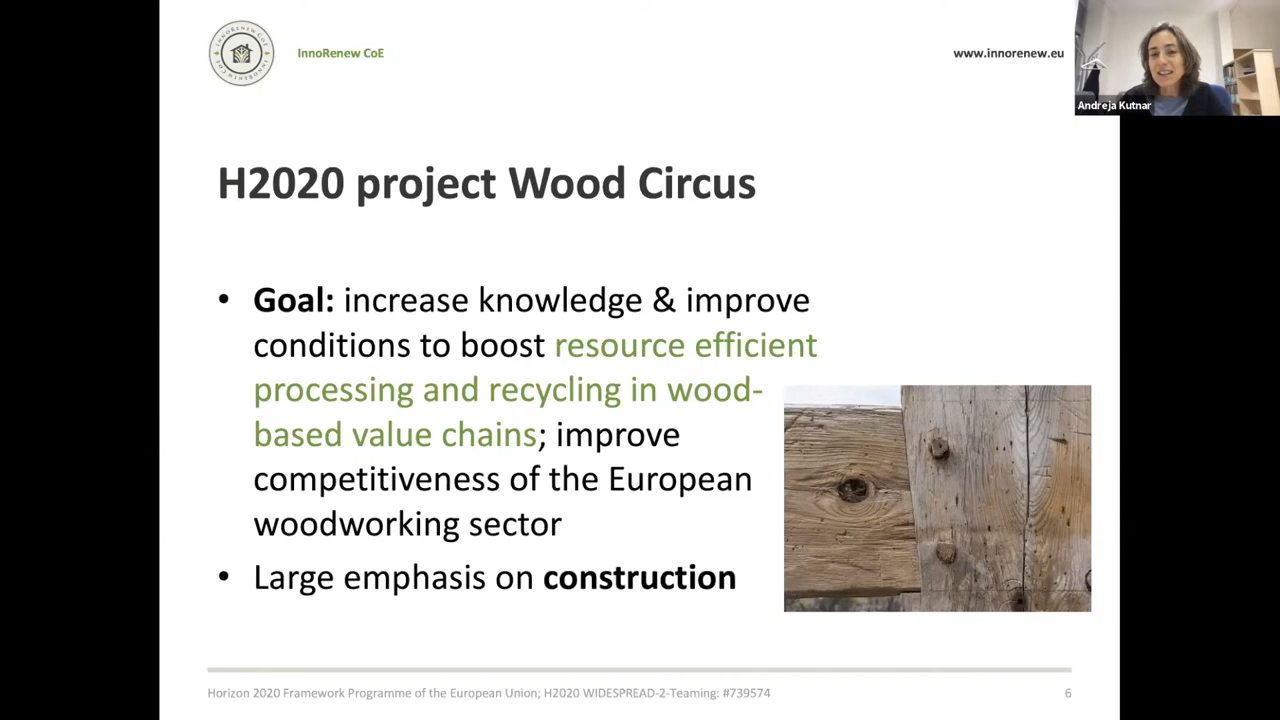 InnoRenew CoE
www.innorenew.eu
Andreja Kutnar
H2020 project Wood Circus
• Goal: increase knowledge & improve
conditions to boost resource efficient
processing and recycling in wood-
based value chains; improve
competitiveness of the European
woodworking sector
• Large emphasis on construction
Horizon 2020 Framework Programme of the European Union; H2020 WIDESPREAD-2-Teaming: #739574
6